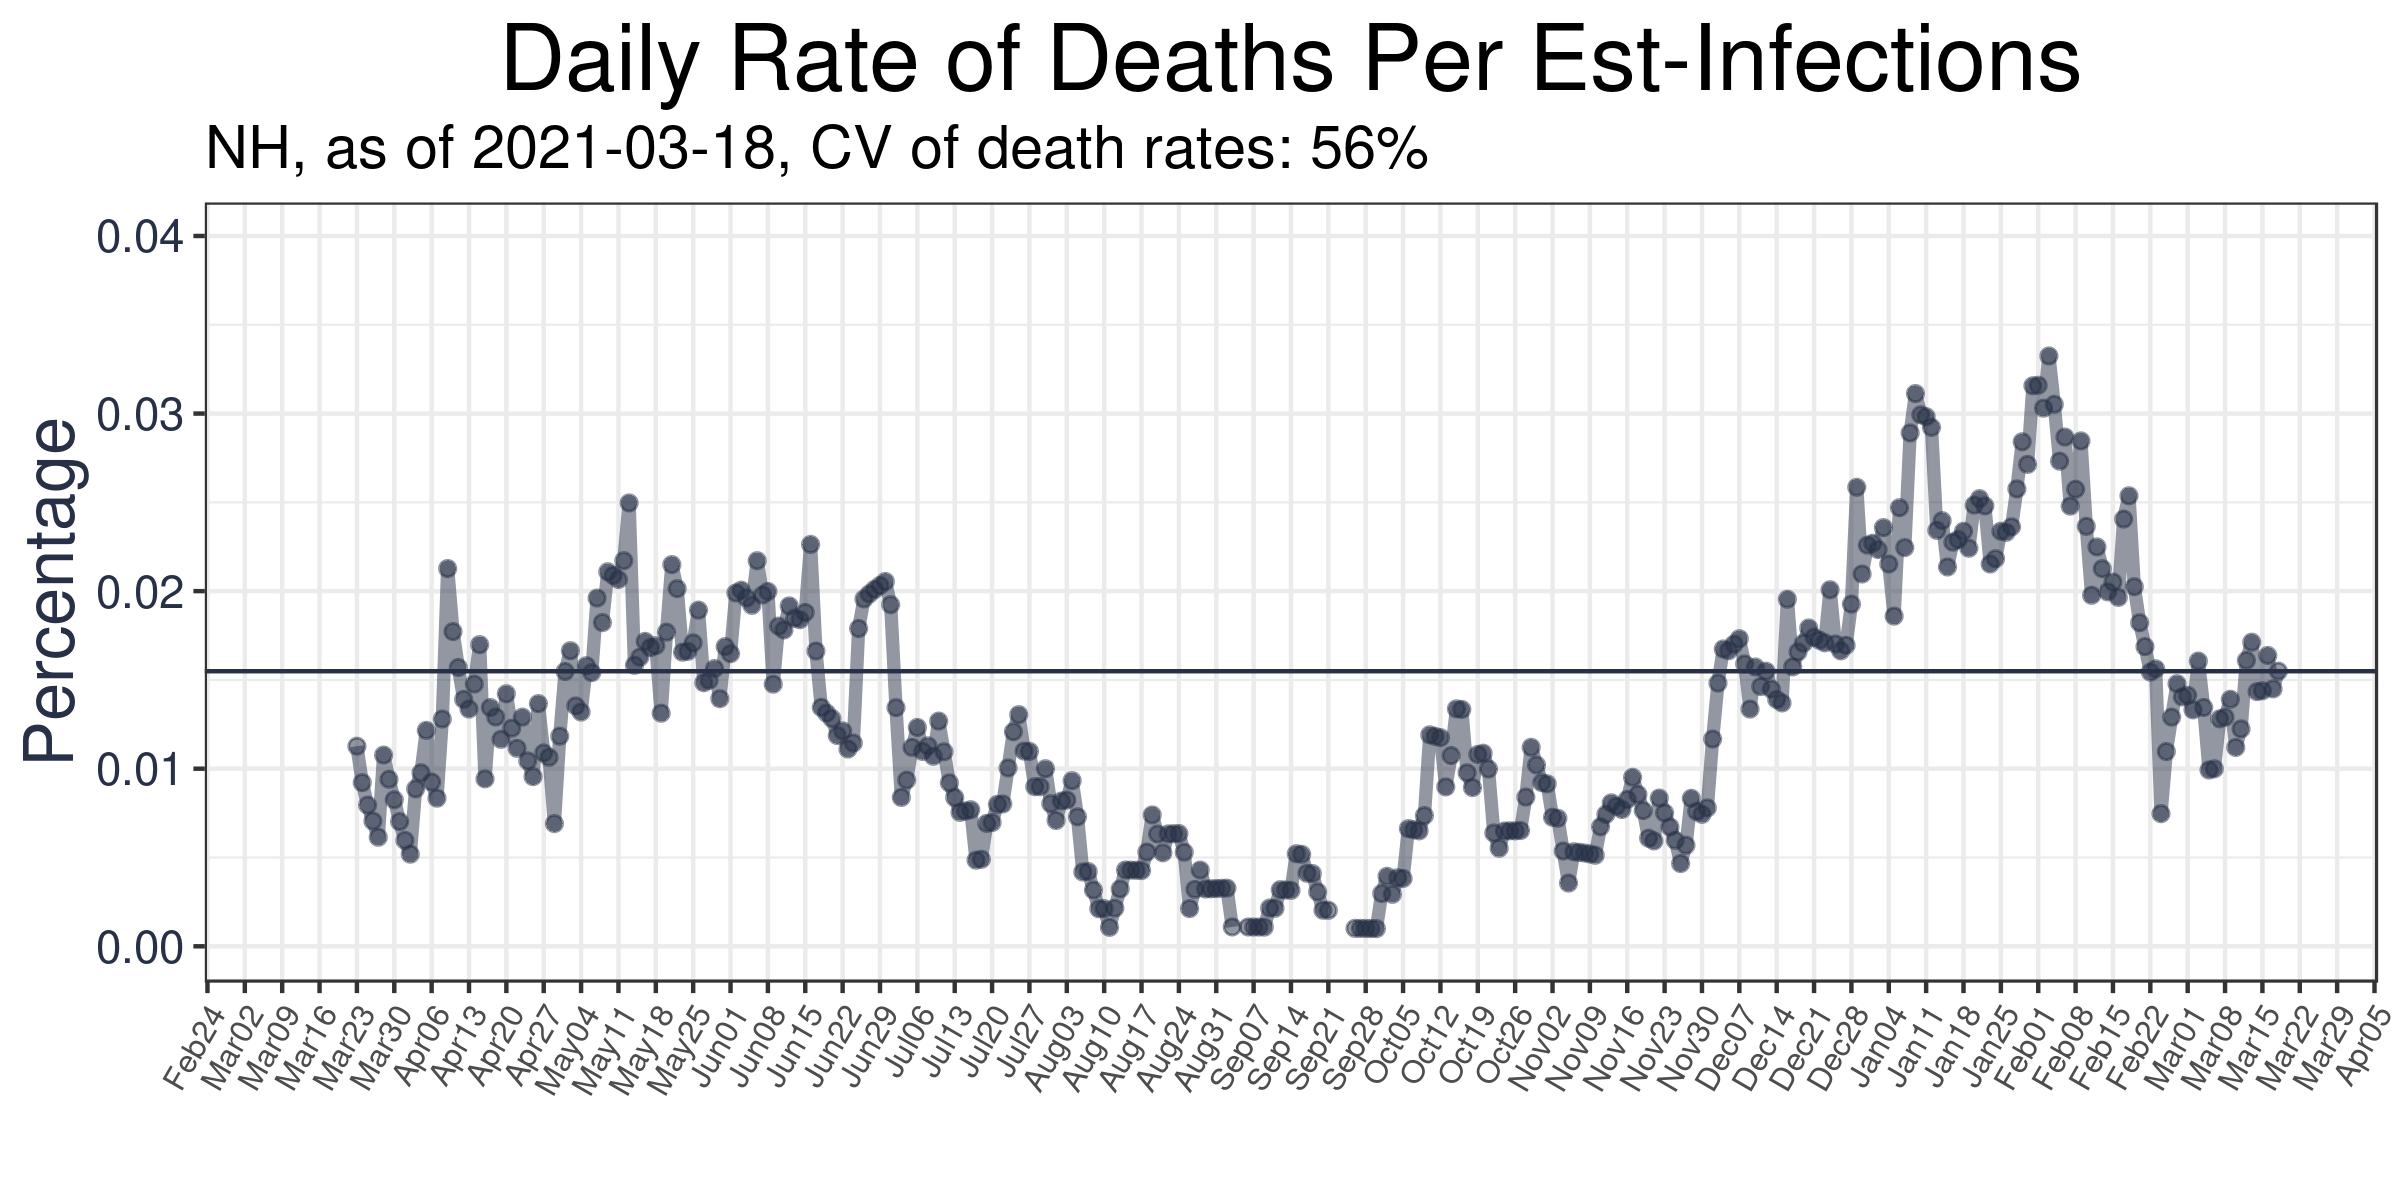 Daily Rate of Deaths Per Est-Infections
NH, as of 2021-03-18, CV of death rates: 56%
Percentage
0.04
0.03
0.02
0.01
0.00
Feb24
Mar02
Mar09
Mar16
Mar23
Mar30
Apr06
Apr13
Apr20
Apr27
May04
May11
May18
May25
Jun01
Jun08
Jun15
Jun22
Jun29
Jul06
Jul13
Jul20
Jul27
Aug03
Aug10
Aug17
Aug24
Aug31
Sep07
Sep14
Sep21
Sep28
Oct05
Oct12
Oct19
Oct26
Nov02
Nov09
Nov16
Nov23
Nov30
Dec07
Dec14
Dec21
Dec28
Jan04
Jan11
Jan18
Jan25
Feb01
Feb08
Feb15
Feb22
Mar01
Mar08
Mar15
Mar22
Mar29
Apr05